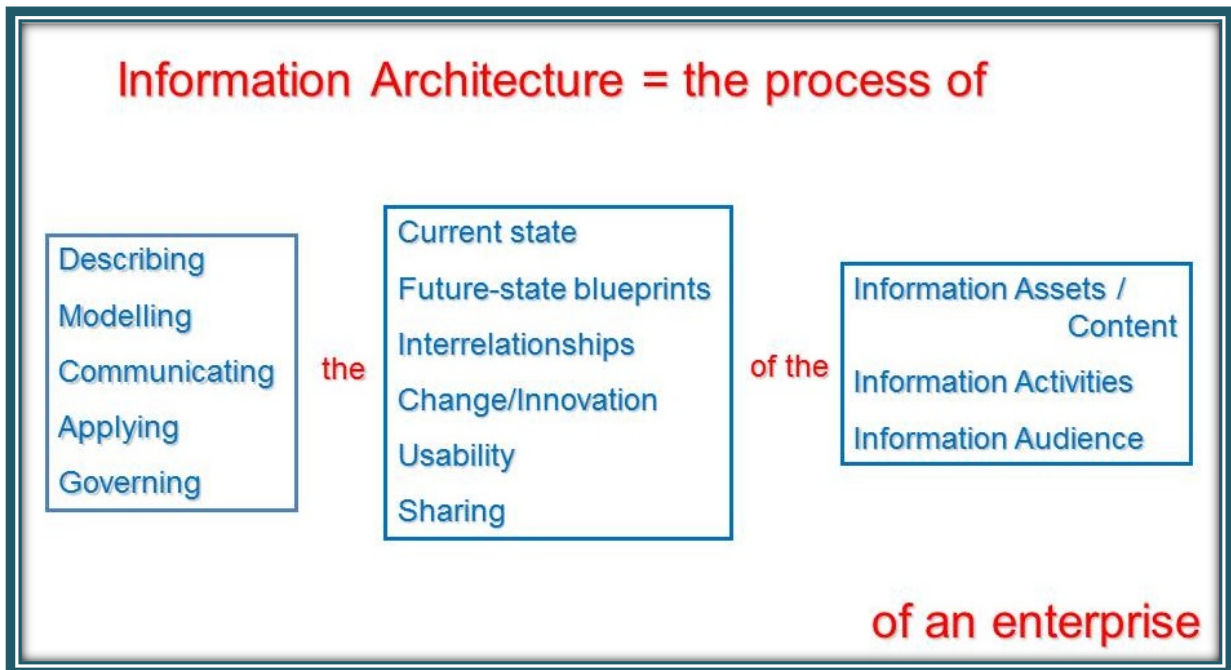 Information Architecture = the process of
Describing
Modelling
Communicating
Applying
Governing
the
Current state
Future-state blueprints
Interrelationships
Change/Innovation
Usability
Sharing
of the
Information Assets /
Content
Information Activities
Information Audience
of an enterprise